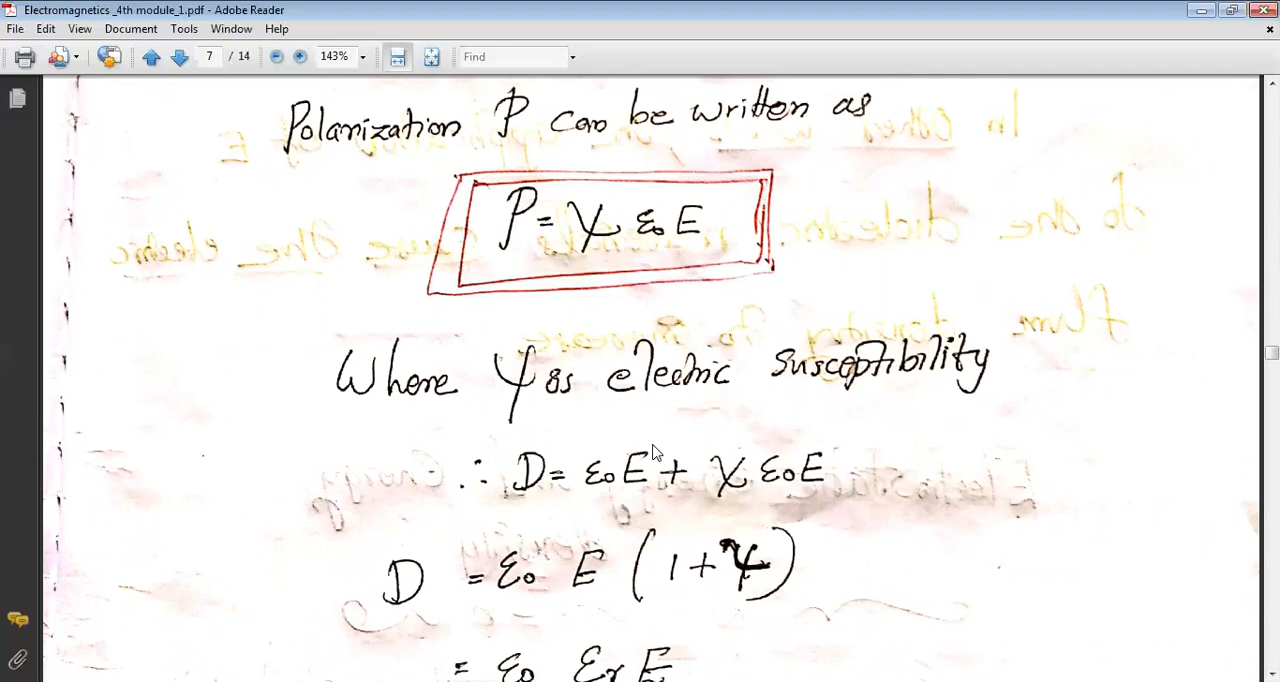 Electromagnetics_4th module_1.pdf - Adobe Reader
File Edit View Document Tools Window Help
7 / 14 143% Find
Polarization P can be written as
P = χ ε₀ E
Where χ is electric susceptibility
∴ D = ε₀ E + χ ε₀ E
D = ε₀ E (1 + χ)
= ε₀ εr E